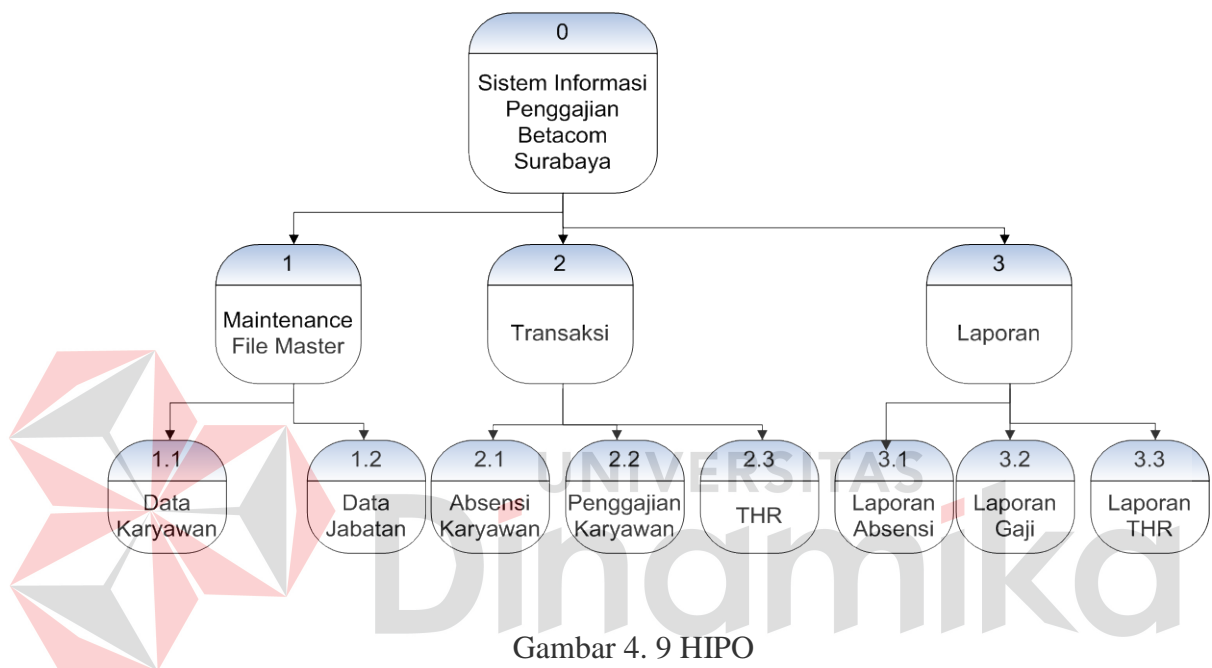 0
Sistem Informasi
Penggajian
Betacom
Surabaya
1
Maintenance
File Master
2
Transaksi
3
Laporan
1.1
Data
Karyawan
1.2
Data
Jabatan
2.1
Absensi
Karyawan
2.2
Penggajian
Karyawan
2.3
THR
3.1
Laporan
Absensi
3.2
Laporan
Gaji
3.3
Laporan
THR
UNIVERSITAS
Dinamika
Gambar 4. 9 HIPO